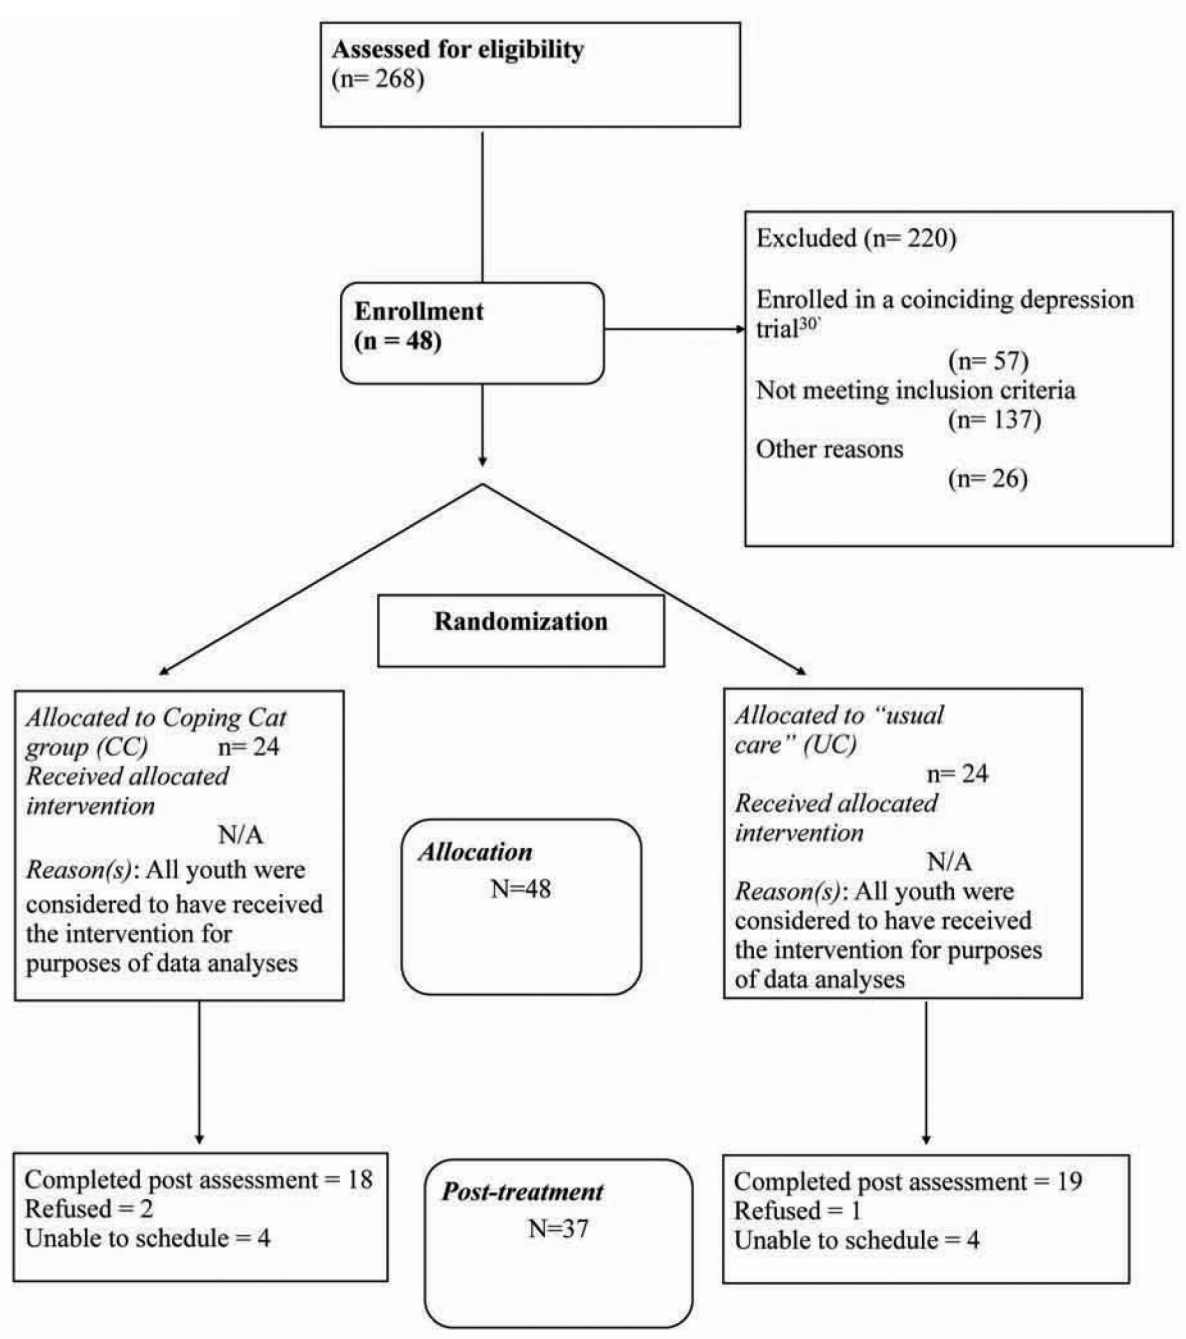 Assessed for eligibility
(n= 268)
Enrollment
(n = 48)
Excluded (n= 220)
Enrolled in a coinciding depression
trial30`
(n= 57)
Not meeting inclusion criteria
(n= 137)
Other reasons
(n= 26)
Randomization
Allocated to Coping Cat
group (CC) n= 24
Received allocated
intervention
N/A
Reason(s): All youth were
considered to have received
the intervention for
purposes of data analyses
Allocation
N=48
Allocated to “usual
care” (UC)
n= 24
Received allocated
intervention
N/A
Reason(s): All youth were
considered to have received
the intervention for purposes
of data analyses
Completed post assessment = 18
Refused = 2
Unable to schedule = 4
Post-treatment
N=37
Completed post assessment = 19
Refused = 1
Unable to schedule = 4